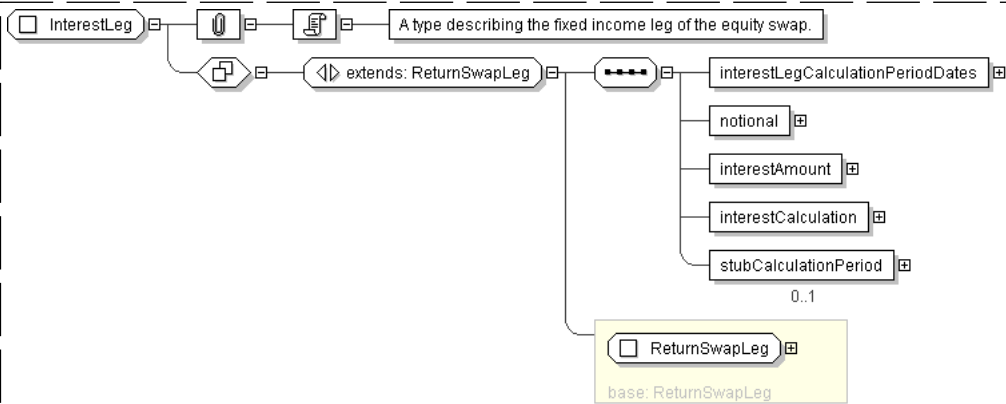 InterestLeg
A type describing the fixed income leg of the equity swap.
extends: ReturnSwapLeg
interestLegCalculationPeriodDates
notional
interestAmount
interestCalculation
stubCalculationPeriod
0..1
ReturnSwapLeg
base: ReturnSwapLeg